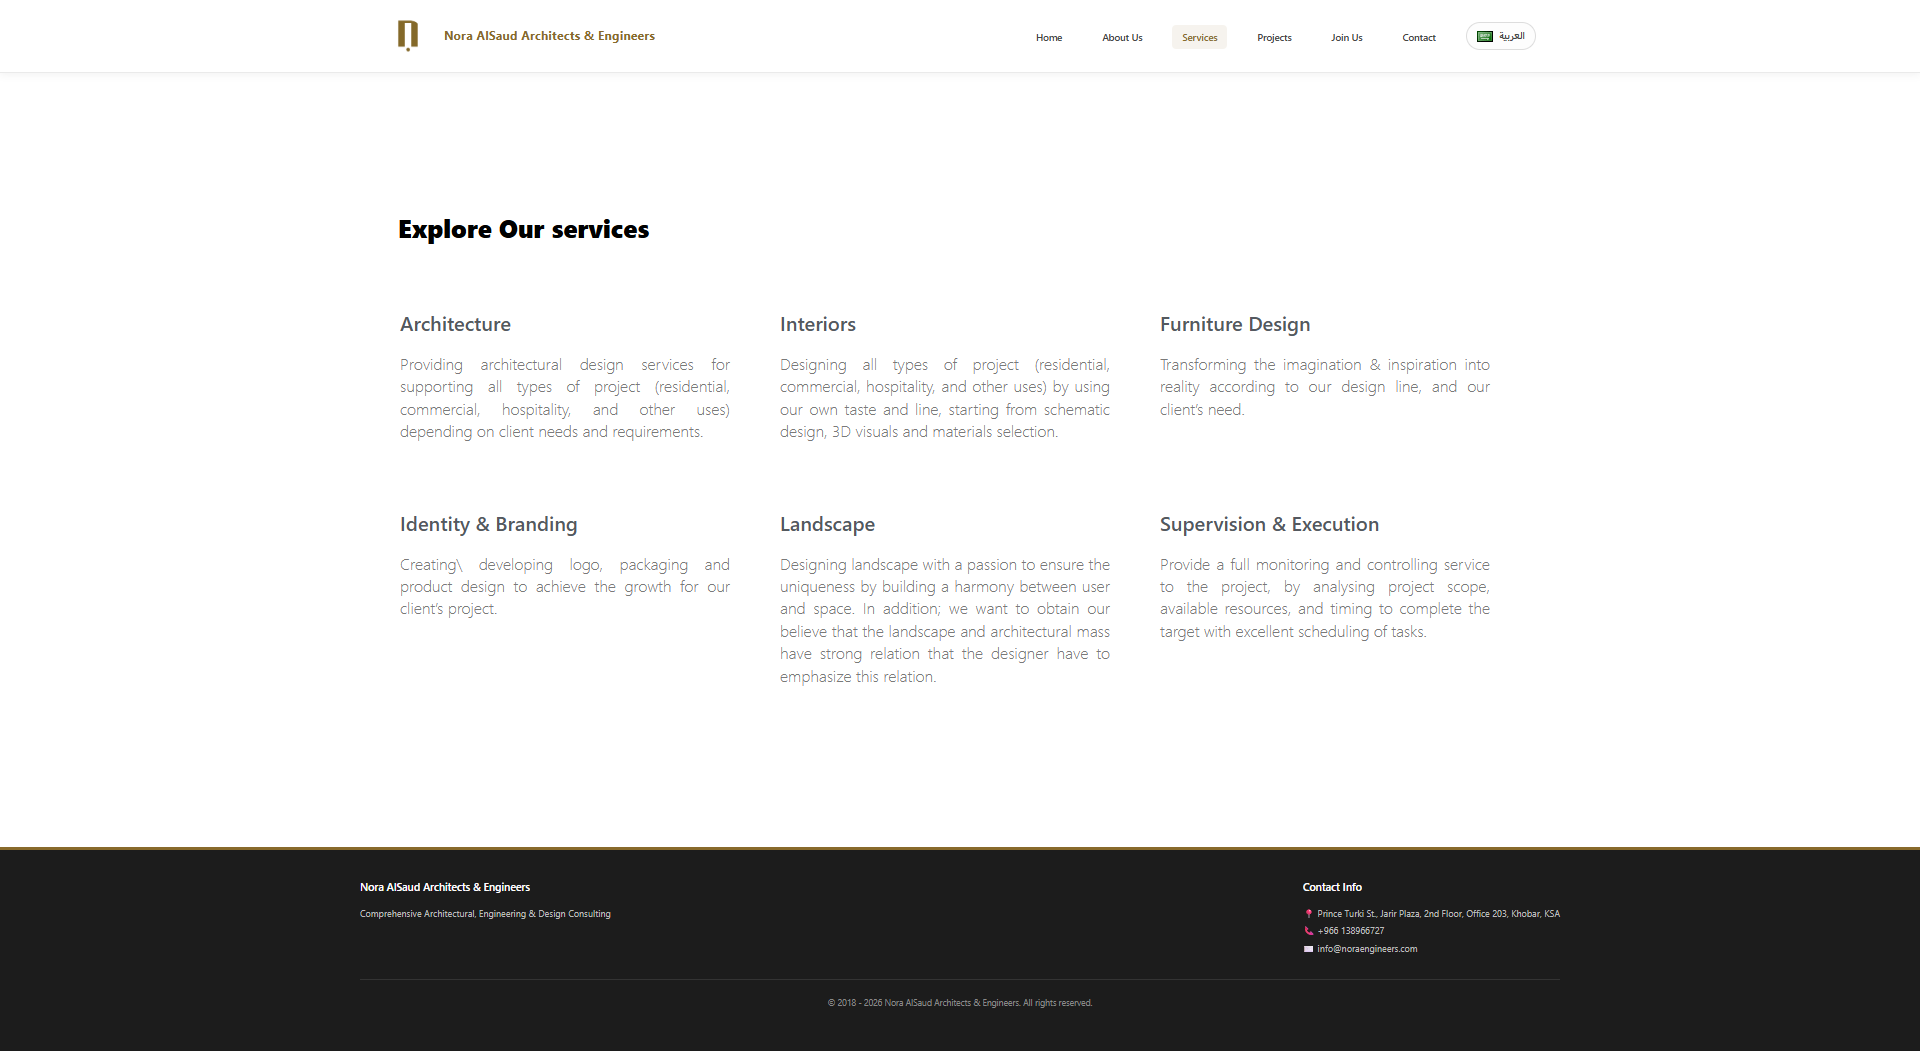 Nora AlSaud Architects & Engineers
Home
About Us
Services
Projects
Join Us
Contact
العربية
Explore Our services
Architecture
Providing architectural design services for
supporting all types of project (residential,
commercial, hospitality, and other uses)
depending on client needs and requirements.
Interiors
Designing all types of project (residential,
commercial, hospitality, and other uses) by using
our own taste and line, starting from schematic
design, 3D visuals and materials selection.
Furniture Design
Transforming the imagination & inspiration into
reality according to our design line, and our
client's need.
Identity & Branding
Creating\ developing logo, packaging and
product design to achieve the growth for our
client's project.
Landscape
Designing landscape with a passion to ensure the
uniqueness by building a harmony between user
and space. In addition; we want to obtain our
believe that the landscape and architectural mass
have strong relation that the designer have to
emphasize this relation.
Supervision & Execution
Provide a full monitoring and controlling service
to the project, by analysing project scope,
available resources, and timing to complete the
target with excellent scheduling of tasks.
Nora AlSaud Architects & Engineers
Comprehensive Architectural, Engineering & Design Consulting
Contact Info
Prince Turki St., Jarir Plaza, 2nd Floor, Office 203, Khobar, KSA
+966 138966727
info@noraengineers.com
© 2018 - 2026 Nora AlSaud Architects & Engineers. All rights reserved.